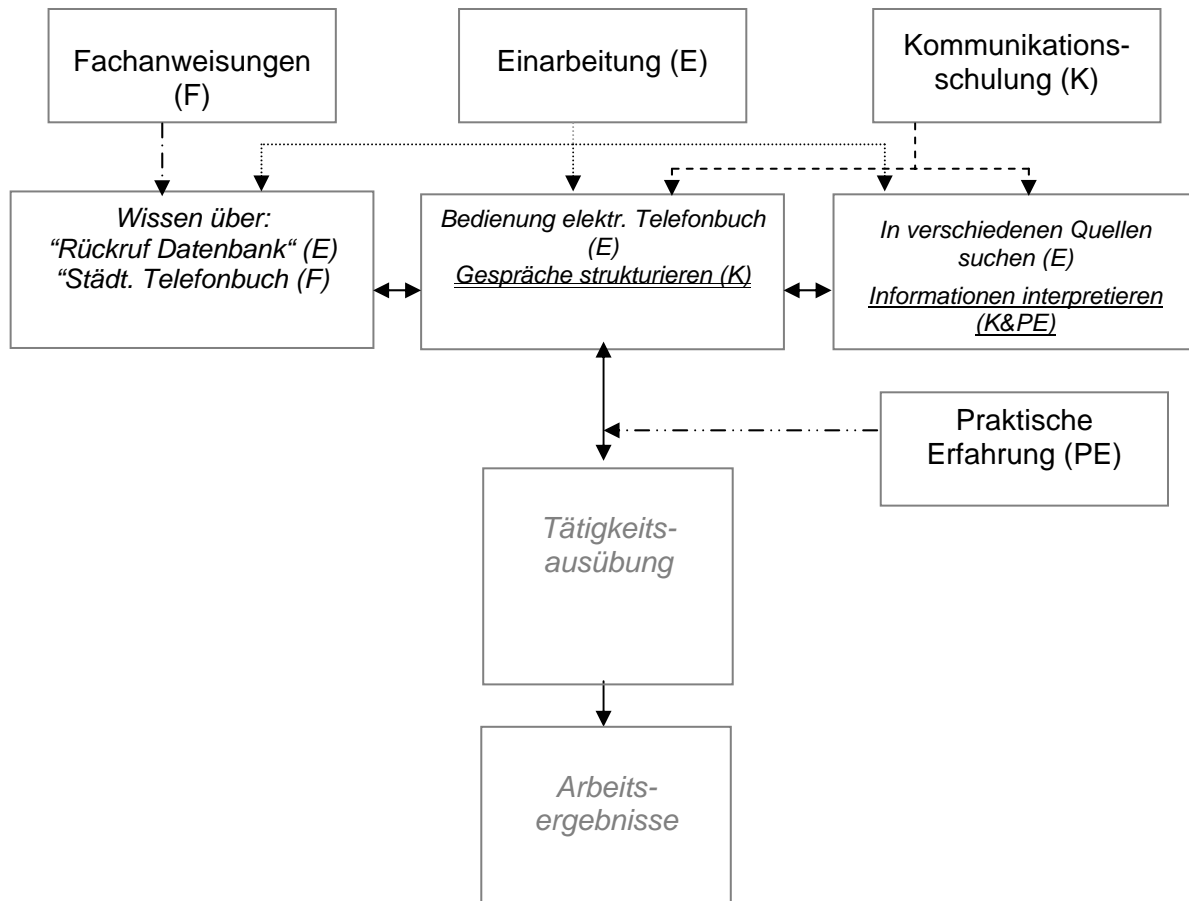 Fachanweisungen
(F)
Einarbeitung (E)
Kommunikations-
schulung (K)
Wissen über:
“Rückruf Datenbank“ (E)
“Städt. Telefonbuch (F)
Bedienung elektr. Telefonbuch
(E)
Gespräche strukturieren (K)
In verschiedenen Quellen
suchen (E)
Informationen interpretieren
(K&PE)
Praktische
Erfahrung (PE)
Tätigkeits-
ausübung
Arbeits-
ergebnisse